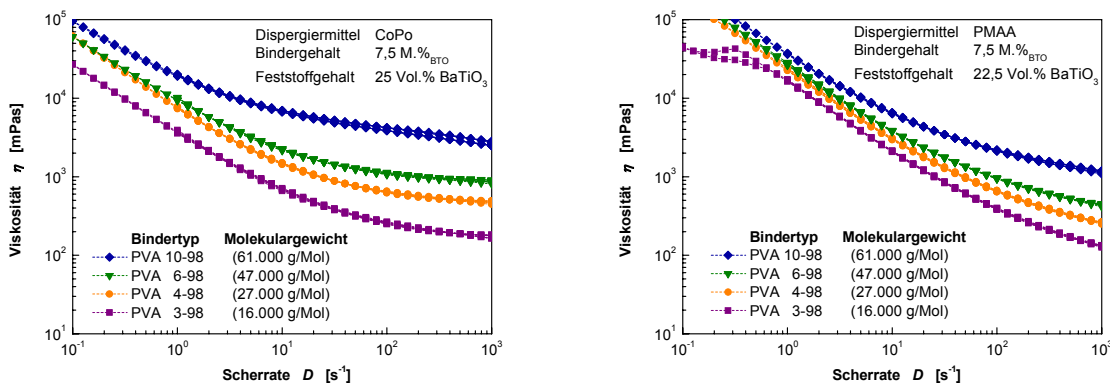 Dispergiermittel CoPo
Bindergehalt 7,5 M.%BTO
Feststoffgehalt 25 Vol.% BaTiO3
Viskosität η [mPas]
10^5
10^4
10^3
10^2
10^1
Bindertyp Molekulargewicht
PVA 10-98 (61.000 g/Mol)
PVA 6-98 (47.000 g/Mol)
PVA 4-98 (27.000 g/Mol)
PVA 3-98 (16.000 g/Mol)
10^-1 10^0 10^1 10^2 10^3
Scherrate D [s^-1]
Dispergiermittel PMAA
Bindergehalt 7,5 M.%BTO
Feststoffgehalt 22,5 Vol.% BaTiO3
Viskosität η [mPas]
10^5
10^4
10^3
10^2
10^1
Bindertyp Molekulargewicht
PVA 10-98 (61.000 g/Mol)
PVA 6-98 (47.000 g/Mol)
PVA 4-98 (27.000 g/Mol)
PVA 3-98 (16.000 g/Mol)
10^-1 10^0 10^1 10^2 10^3
Scherrate D [s^-1]